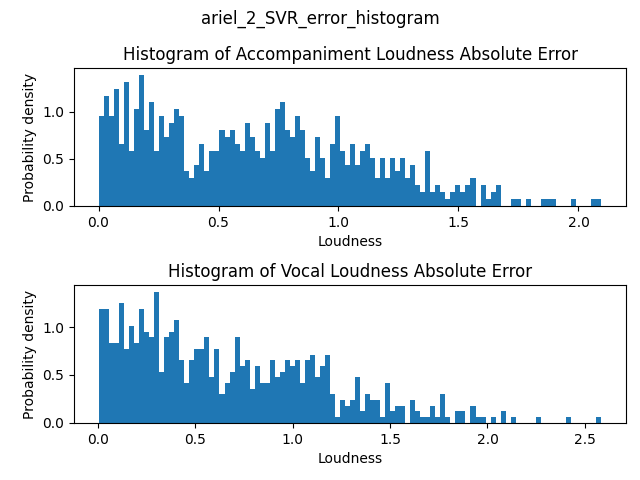 ariel_2_SVR_error_histogram
Histogram of Accompaniment Loudness Absolute Error
Probability density
1.0
0.5
0.0
0.0 0.5 1.0 1.5 2.0
Loudness
Histogram of Vocal Loudness Absolute Error
Probability density
1.0
0.5
0.0
0.0 0.5 1.0 1.5 2.0 2.5
Loudness